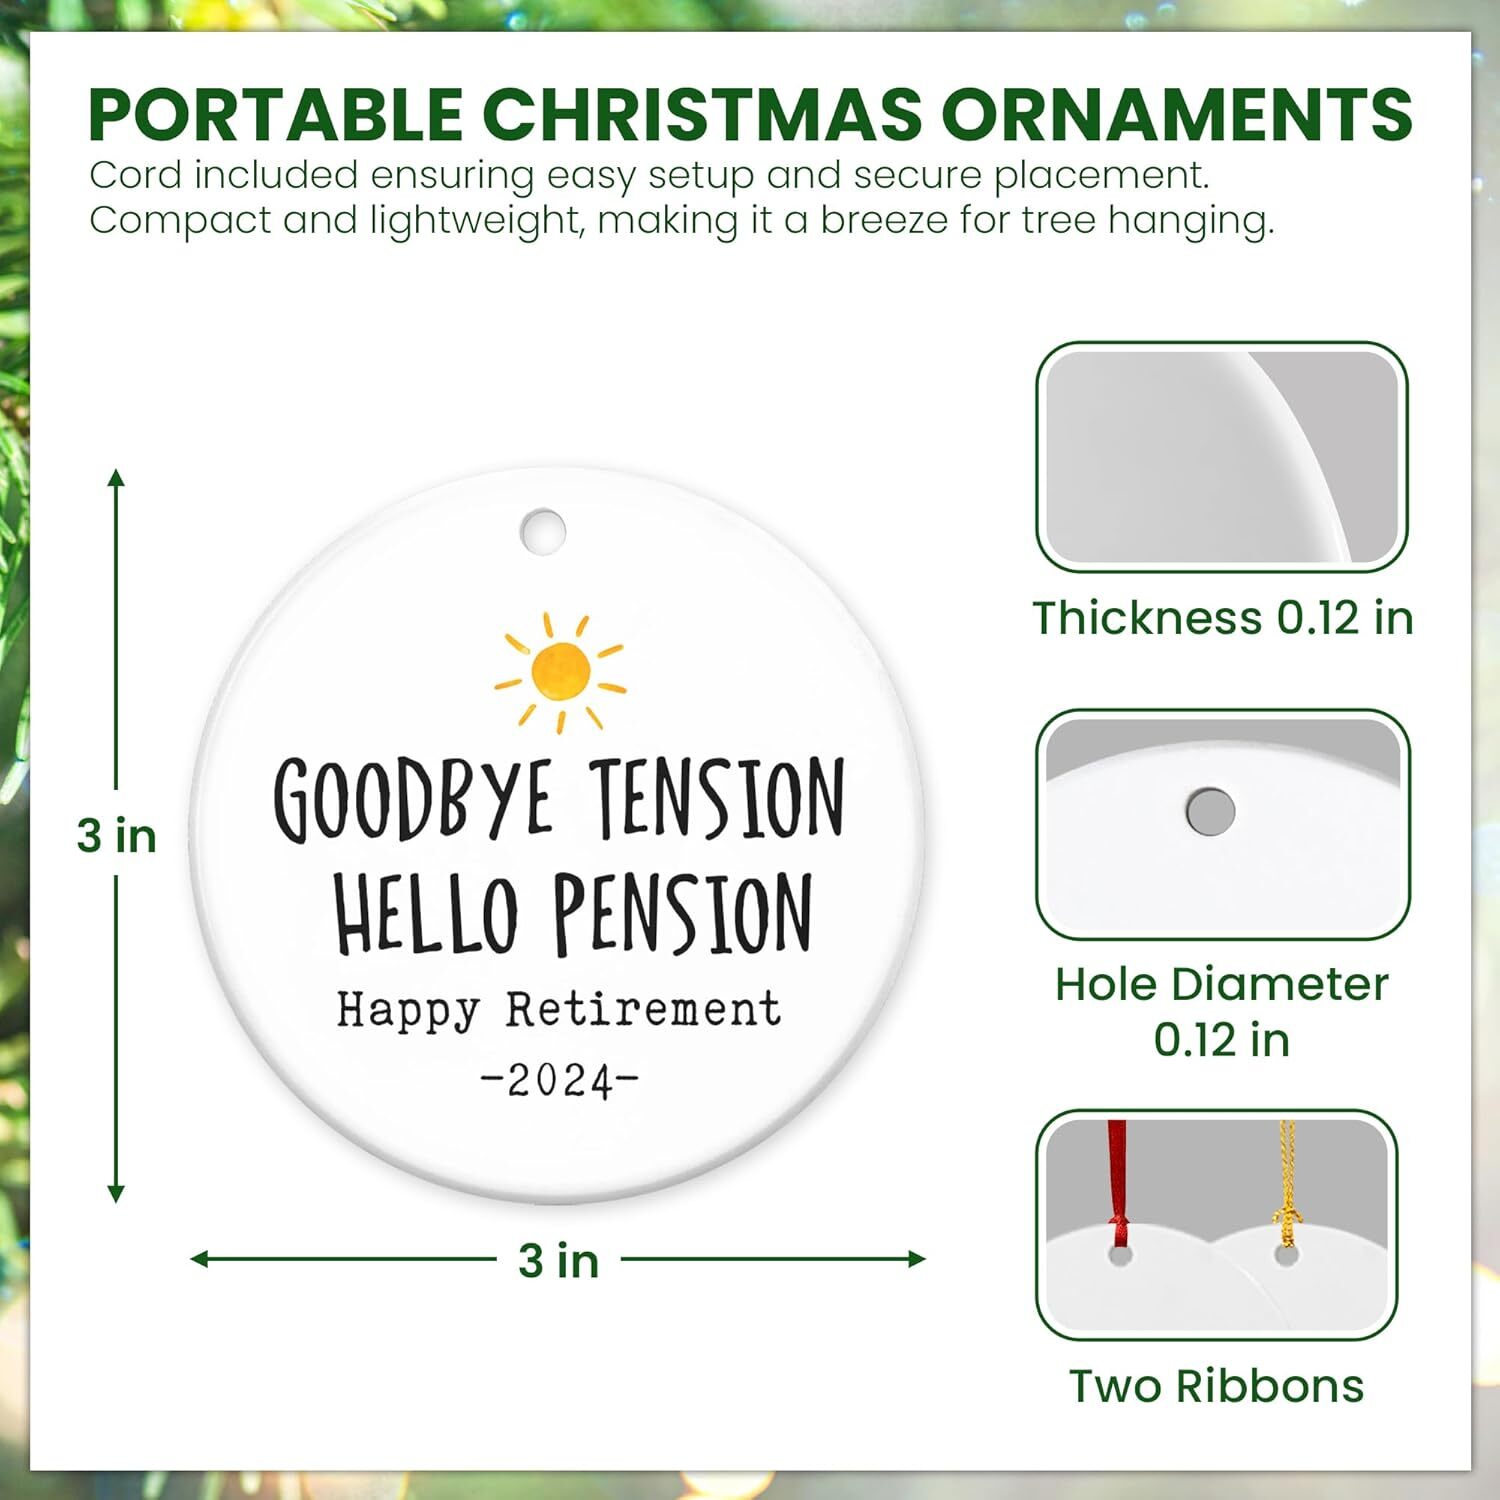 PORTABLE CHRISTMAS ORNAMENTS
Cord included ensuring easy setup and secure placement.
Compact and lightweight, making it a breeze for tree hanging.
3 in
GOODBYE TENSION
HELLO PENSION
Happy Retirement
-2024-
3 in
Thickness 0.12 in
Hole Diameter
0.12 in
Two Ribbons